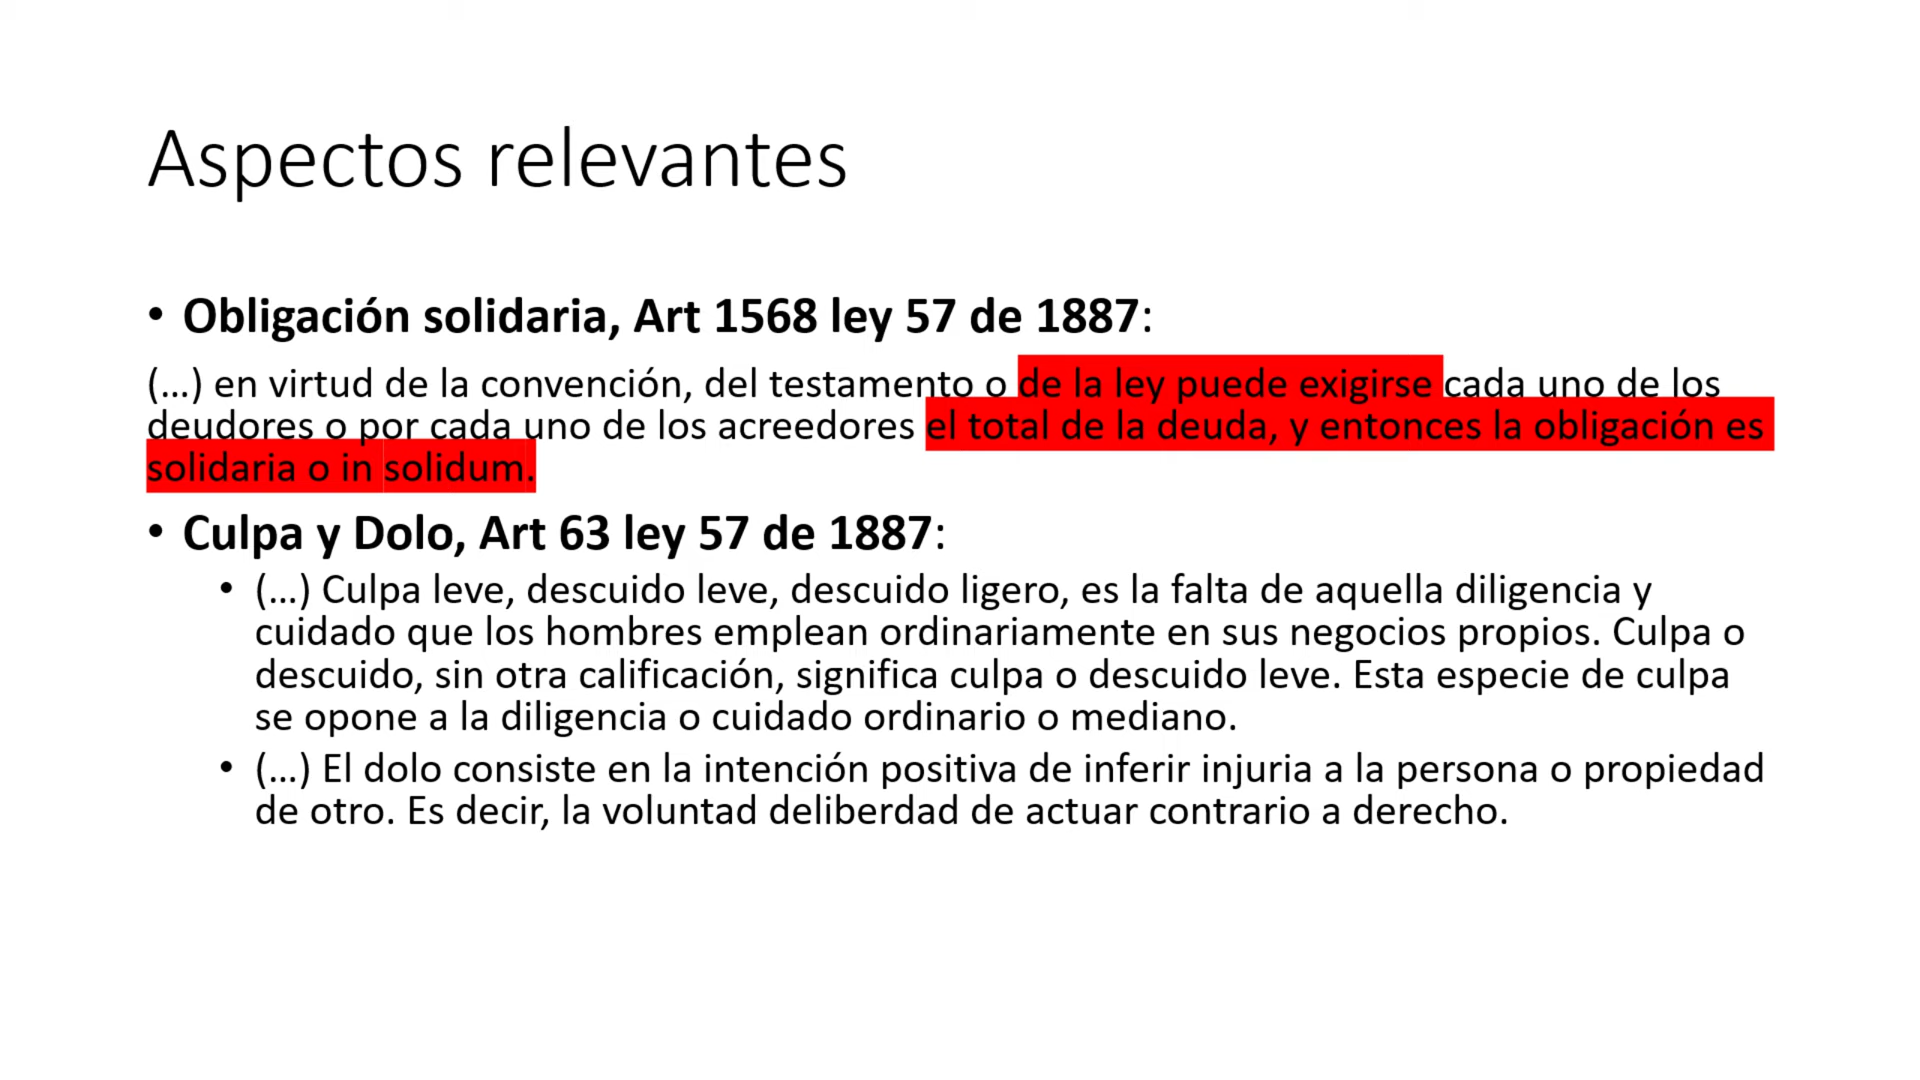 Aspectos relevantes
• Obligación solidaria, Art 1568 ley 57 de 1887:
(…) en virtud de la convención, del testamento o de la ley puede exigirse cada uno de los
deudores o por cada uno de los acreedores el total de la deuda, y entonces la obligación es
solidaria o in solidum.
• Culpa y Dolo, Art 63 ley 57 de 1887:
• (…) Culpa leve, descuido leve, descuido ligero, es la falta de aquella diligencia y
cuidado que los hombres emplean ordinariamente en sus negocios propios. Culpa o
descuido, sin otra calificación, significa culpa o descuido leve. Esta especie de culpa
se opone a la diligencia o cuidado ordinario o mediano.
• (…) El dolo consiste en la intención positiva de inferir injuria a la persona o propiedad
de otro. Es decir, la voluntad deliberdad de actuar contrario a derecho.